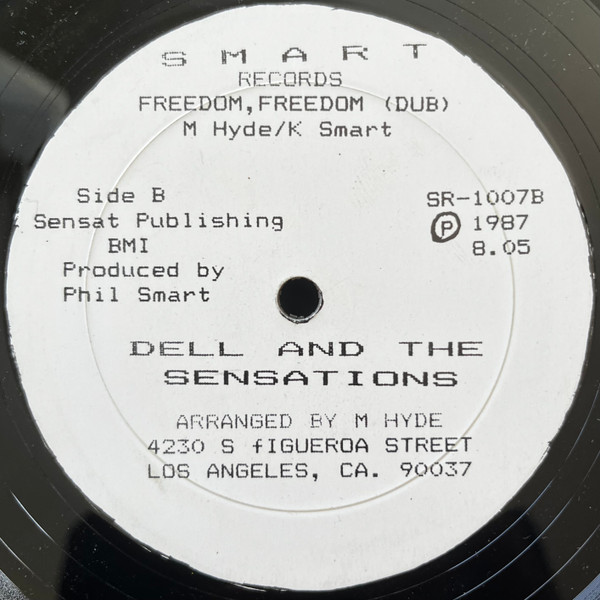 S M A R T
RECORDS
FREEDOM,FREEDOM (DUB)
M Hyde/K Smart
Side B
Sensat Publishing
BMI
Produced by
Phil Smart
SR-1007B
Ⓟ 1987
8.05
DELL AND THE
SENSATIONS
ARRANGED BY M HYDE
4230 S fIGUEROA STREET
LOS ANGELES, CA. 90037